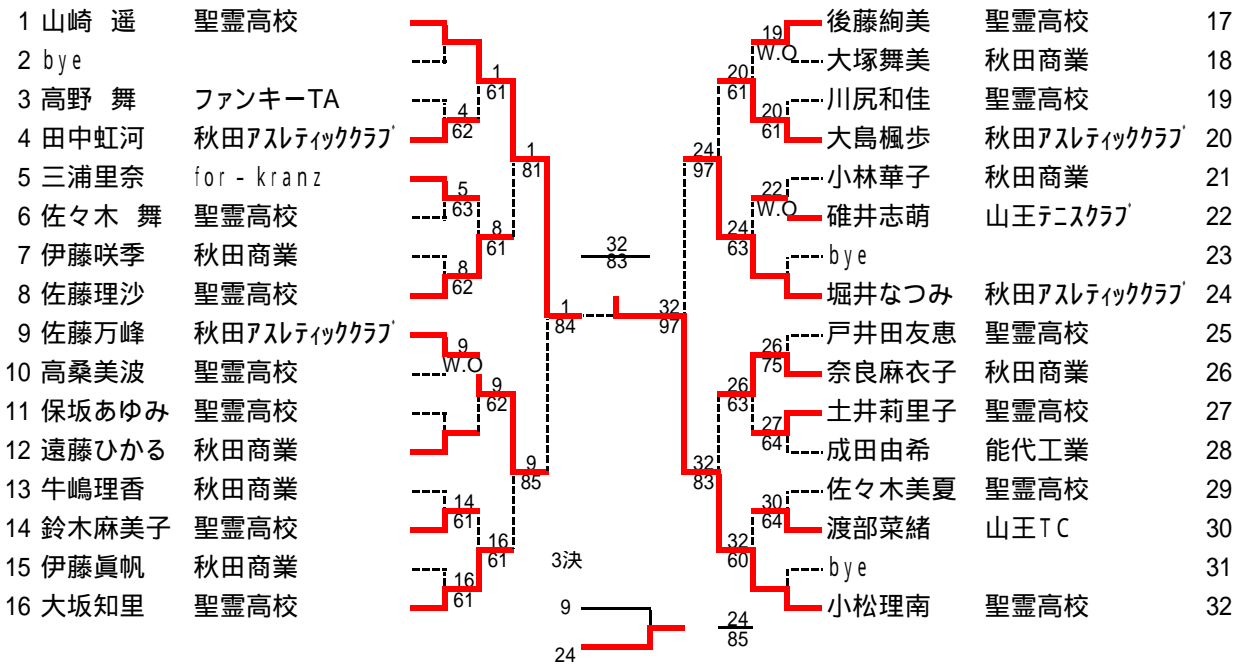 1 山崎 遥 聖霊高校
2 bye
3 高野 舞 ファンキーTA
4 田中虹河 秋田アスレティッククラブ
5 三浦里奈 for-kranz
6 佐々木 舞 聖霊高校
7 伊藤咲季 秋田商業
8 佐藤理沙 聖霊高校
9 佐藤万峰 秋田アスレティッククラブ
10 高桑美波 聖霊高校
11 保坂あゆみ 聖霊高校
12 遠藤ひかる 秋田商業
13 牛嶋理香 秋田商業
14 鈴木麻美子 聖霊高校
15 伊藤眞帆 秋田商業
16 大坂知里 聖霊高校
4
62
5
63
8
62
9
W.O
14
61
16
61
1
61
8
61
9
62
16
61
1
81
9
85
1
84
32
83
32
97
24
97
32
83
20
61
24
63
26
63
32
60
19
W.O
20
61
22
W.O
26
75
27
64
30
64
後藤絢美 聖霊高校 17
大塚舞美 秋田商業 18
川尻和佳 聖霊高校 19
大島楓歩 秋田アスレティッククラブ 20
小林華子 秋田商業 21
碓井志萌 山王テニスクラブ 22
bye 23
堀井なつみ 秋田アスレティッククラブ 24
戸井田友恵 聖霊高校 25
奈良麻衣子 秋田商業 26
土井莉里子 聖霊高校 27
成田由希 能代工業 28
佐々木美夏 聖霊高校 29
渡部菜緒 山王TC 30
bye 31
小松理南 聖霊高校 32
3決
9
24
24
85